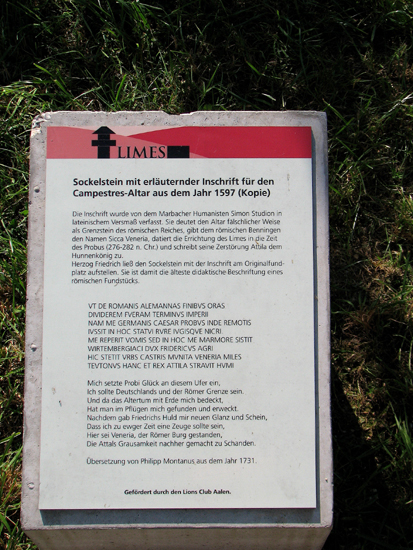 LIMES
Sockelstein mit erläuternder Inschrift für den
Campestres-Altar aus dem Jahr 1597 (Kopie)
Die Inschrift wurde von dem Marbacher Humanisten Simon Studion in
lateinischem Versmaß verfasst. Sie deutet den Altar fälschlicher Weise
als Grenzstein des römischen Reiches, gibt dem römischen Benningen
den Namen Sicca Veneria, datiert die Errichtung des Limes in die Zeit
des Probus (276-282 n. Chr.) und schreibt seine Zerstörung Attila dem
Hunnenkönig zu.
Herzog Friedrich ließ den Sockelstein mit der Inschrift am Originalfund-
platz aufstellen. Sie ist damit die älteste didaktische Beschriftung eines
römischen Fundstücks.
VT DE ROMANIS ALEMANNAS FINIBVS ORAS
DIVIDEREM FVERAM TERMINVS IMPERII
NAM ME GERMANIS CAESAR PROBVS INDE REMOTIS
IVSSIT IN HOC STATVI RVRE IVGISQVE NICRI
ME REPERIT VOMIS SED IN HOC ME MARMORE SISTIT
WIRTEMBERGIACI DVX FRIDERICVS AGRI
HIC STETIT VRBS CASTRIS MVNITA VENERIA MILES
TEVTONVS HANC ET REX ATTILA STRAVIT HVMI
Mich setzte Probi Glück an diesem Ufer ein,
Ich sollte Deutschlands und der Römer Grenze sein.
Und da das Altertum mit Erde mich bedeckt,
Hat man im Pflügen mich gefunden und erweckt.
Nachdem gab Friedrichs Huld mir neuen Glanz und Schein,
Dass ich zu ewger Zeit eine Zeuge sollte sein,
Hier sei Veneria, der Römer Burg gestanden,
Die Attals Grausamkeit nachher gemacht zu Schanden.
Übersetzung von Philipp Montanus aus dem Jahr 1731.
Gefördert durch den Lions Club Aalen.